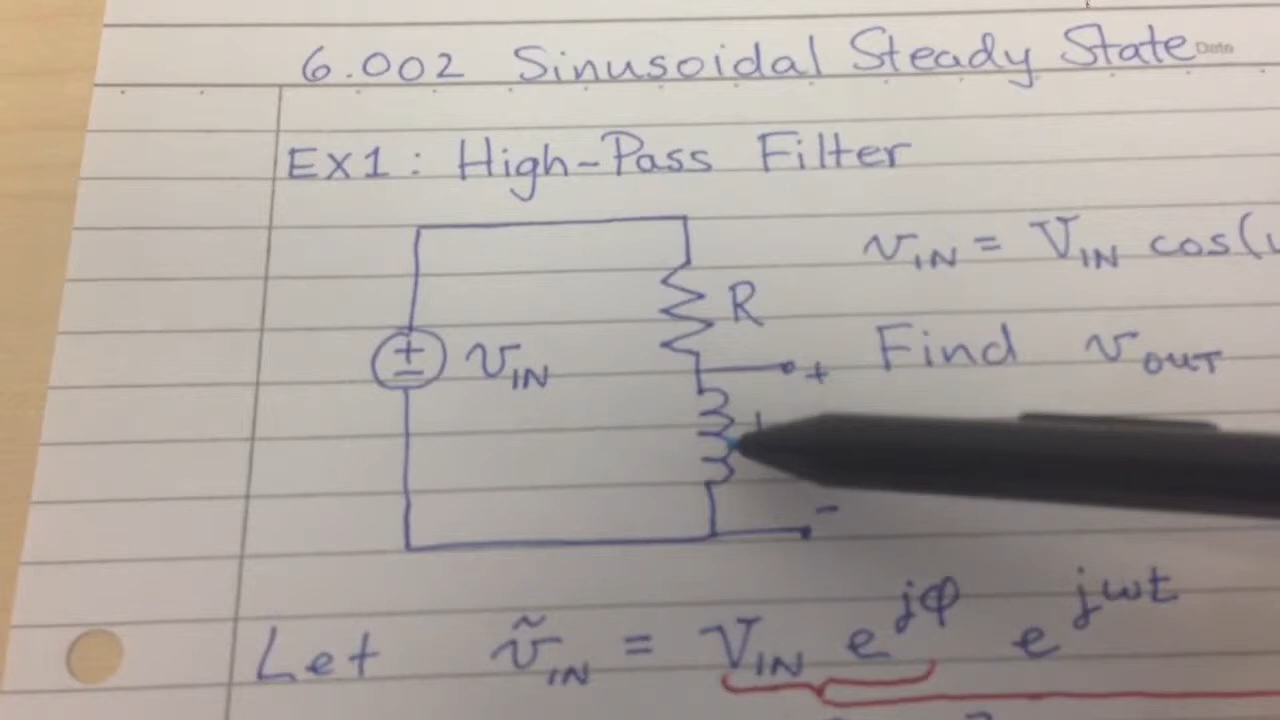 6.002 Sinusoidal Steady State Date
EX1: High-Pass Filter
v_IN = V_IN cos(
R
v_IN
+ Find v_OUT
-
Let ṽ_IN = V_IN e^jφ e^jωt